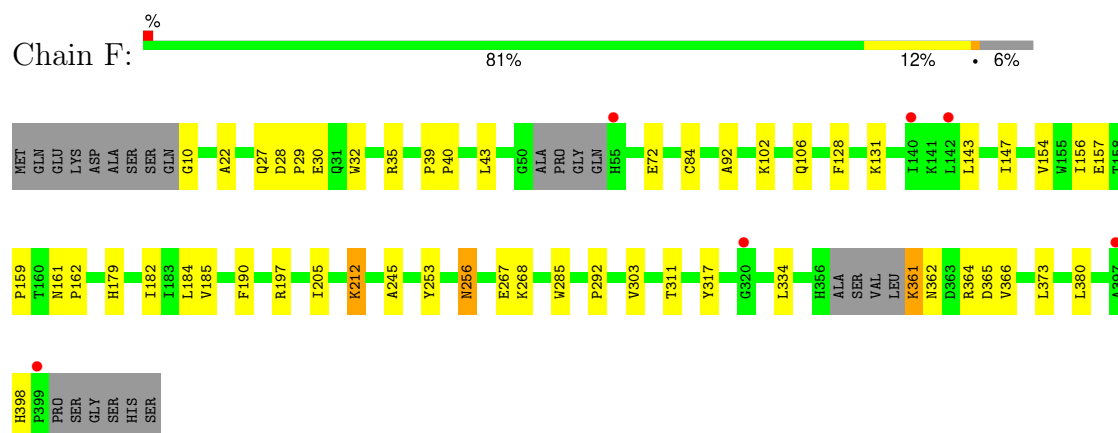 %
Chain F:
81% 12% • 6%
MET GLN GLU LYS ASP ALA SER SER GLN G10 A22 Q27 D28 P29 E30 Q31 W32 R35 P39 P40 L43 G50 ALA PRO GLY GLN H55 E72 C84 A92 K102 Q106 F128 K131 I140 K141 L142 L143 I147 V154 W155 I156 E157 T158
P159 T160 N161 P162 H179 I182 I183 L184 V185 F190 R197 I205 K212 A245 Y253 N256 E267 K268 W285 P292 V303 T311 Y317 G320 L334 H356 ALA SER VAL LEU K361 N362 D363 R364 D365 V366 L373 L380 A397
H398 P399 PRO SER GLY SER HIS SER